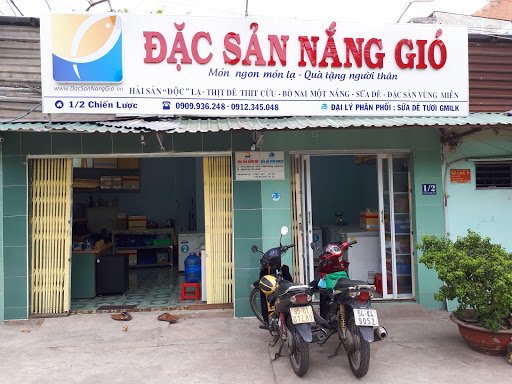 ĐẶC SẢN NẮNG GIÓ
Món ngon món lạ - Quà tặng người thân
www.DacSanNangGio.vn
HẢI SẢN "ĐỘC" LẠ - THỊT DÊ THỊT CỪU - BÒ NAI MỘT NẮNG - SỮA DÊ - ĐẶC SẢN VÙNG MIỀN
1/2 Chiến Lược
0909.936.248 - 0912.345.048
ĐẠI LÝ PHÂN PHỐI : SỮA DÊ TƯƠI GMILK
1/2